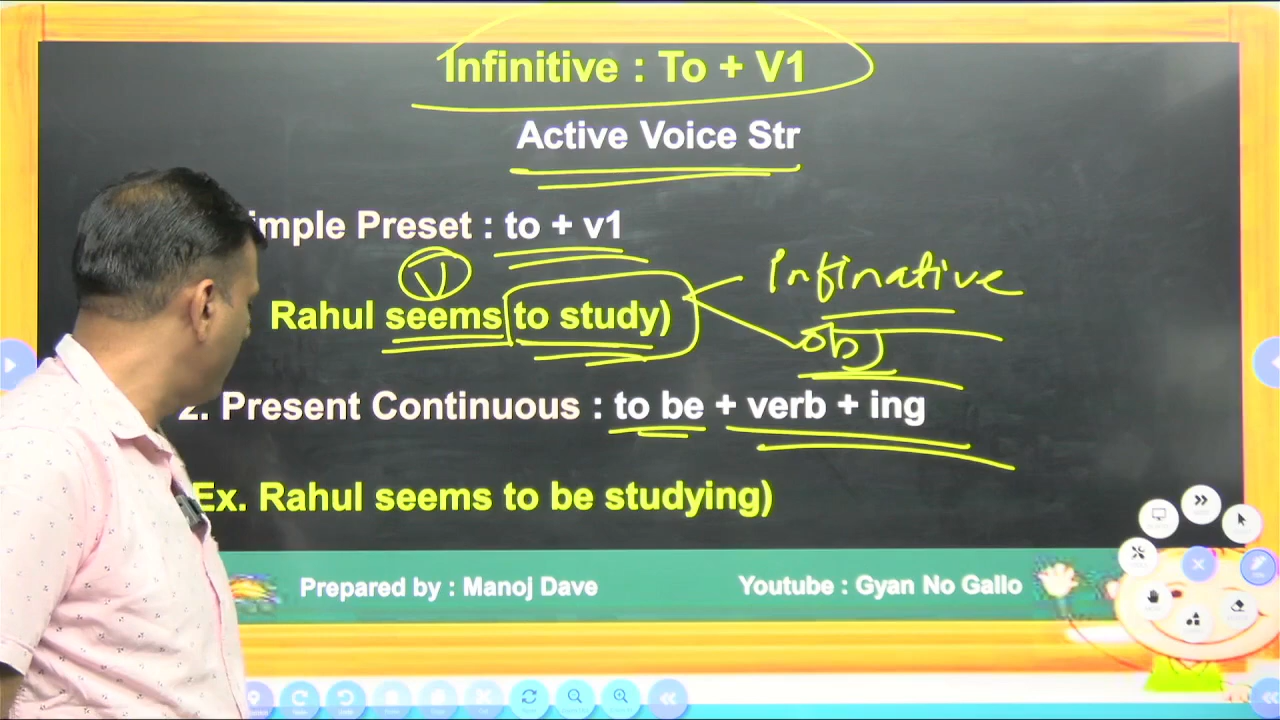 Infinitive : To + V1
Active Voice Str
imple Preset : to + v1
V
Rahul seems to study)
Infinative
obj
2. Present Continuous : to be + verb + ing
Ex. Rahul seems to be studying)
Prepared by : Manoj Dave
Youtube : Gyan No Gallo